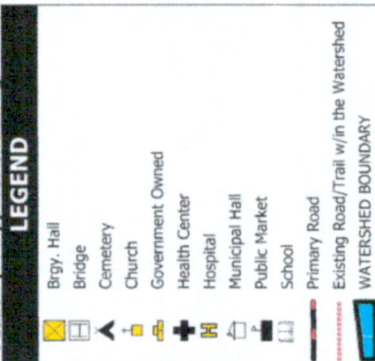 LEGEND
Brgy. Hall
Bridge
Cemetery
Church
Government Owned
Health Center
Hospital
Municipal Hall
Public Market
School
Primary Road
Existing Road/Trail w/in the Watershed
WATERSHED BOUNDARY